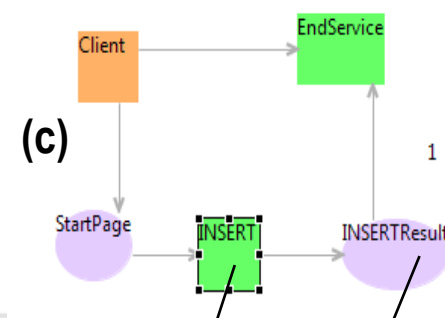 EndService
Client
(c)
1
StartPage
INSERT
INSERTResult